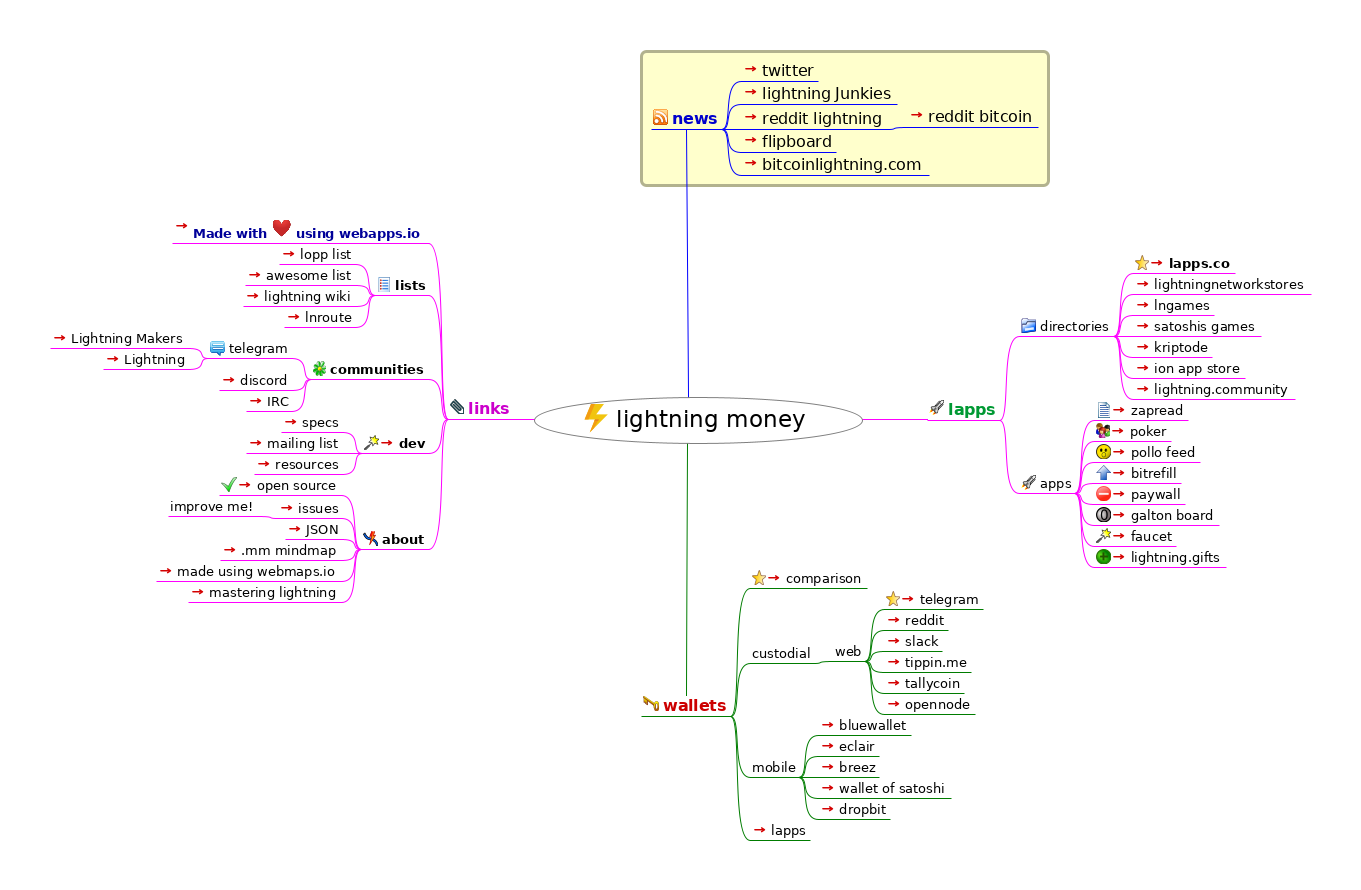 lightning money
news
twitter
lightning Junkies
reddit lightning
reddit bitcoin
flipboard
bitcoinlightning.com
links
Made with using webapps.io
lists
lopp list
awesome list
lightning wiki
lnroute
communities
telegram
Lightning Makers
Lightning
discord
IRC
dev
specs
mailing list
resources
about
open source
issues
improve me!
JSON
.mm mindmap
made using webmaps.io
mastering lightning
lapps
directories
lapps.co
lightningnetworkstores
lngames
satoshis games
kriptode
ion app store
lightning.community
apps
zapread
poker
pollo feed
bitrefill
paywall
galton board
faucet
lightning.gifts
wallets
comparison
custodial
web
telegram
reddit
slack
tippin.me
tallycoin
opennode
mobile
bluewallet
eclair
breez
wallet of satoshi
dropbit
lapps